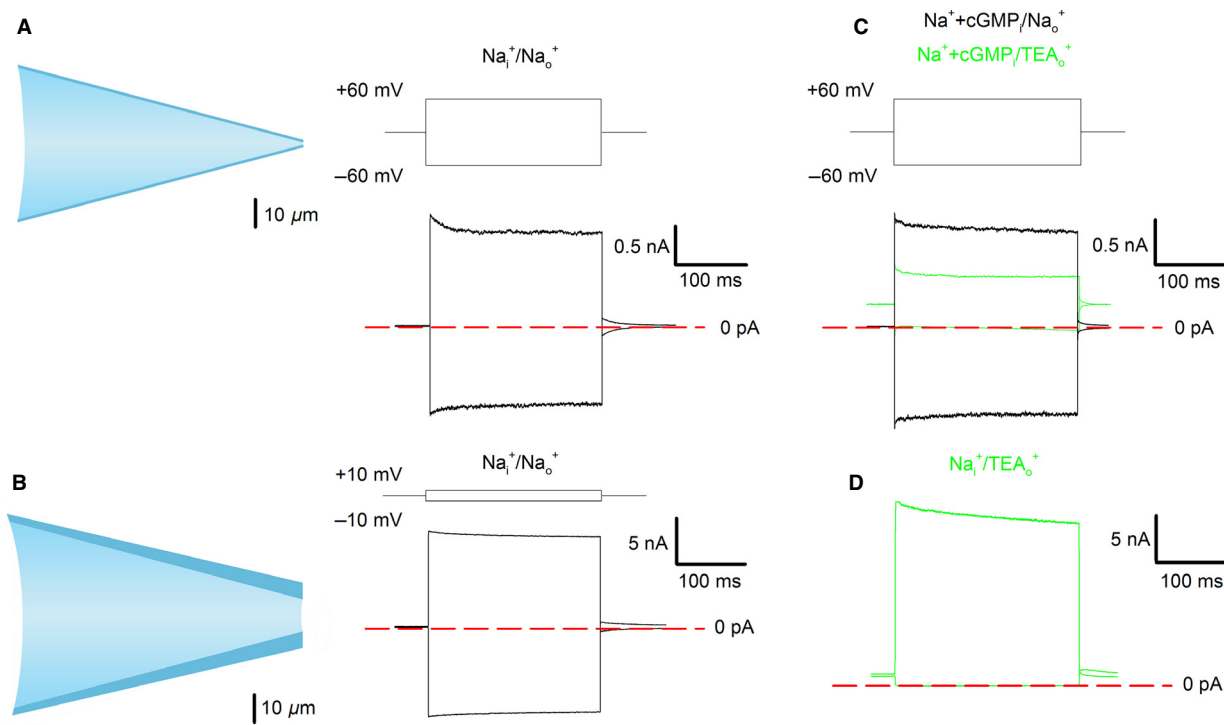 A
Na⁺ᵢ/Na⁺ₒ
+60 mV
–60 mV
10 µm
0.5 nA
100 ms
0 pA
B
Na⁺ᵢ/Na⁺ₒ
+10 mV
–10 mV
5 nA
100 ms
0 pA
10 µm
C
Na⁺+cGMPᵢ/Na⁺ₒ
Na⁺+cGMPᵢ/TEA⁺ₒ
+60 mV
–60 mV
0.5 nA
100 ms
0 pA
D
Na⁺ᵢ/TEA⁺ₒ
5 nA
100 ms
0 pA